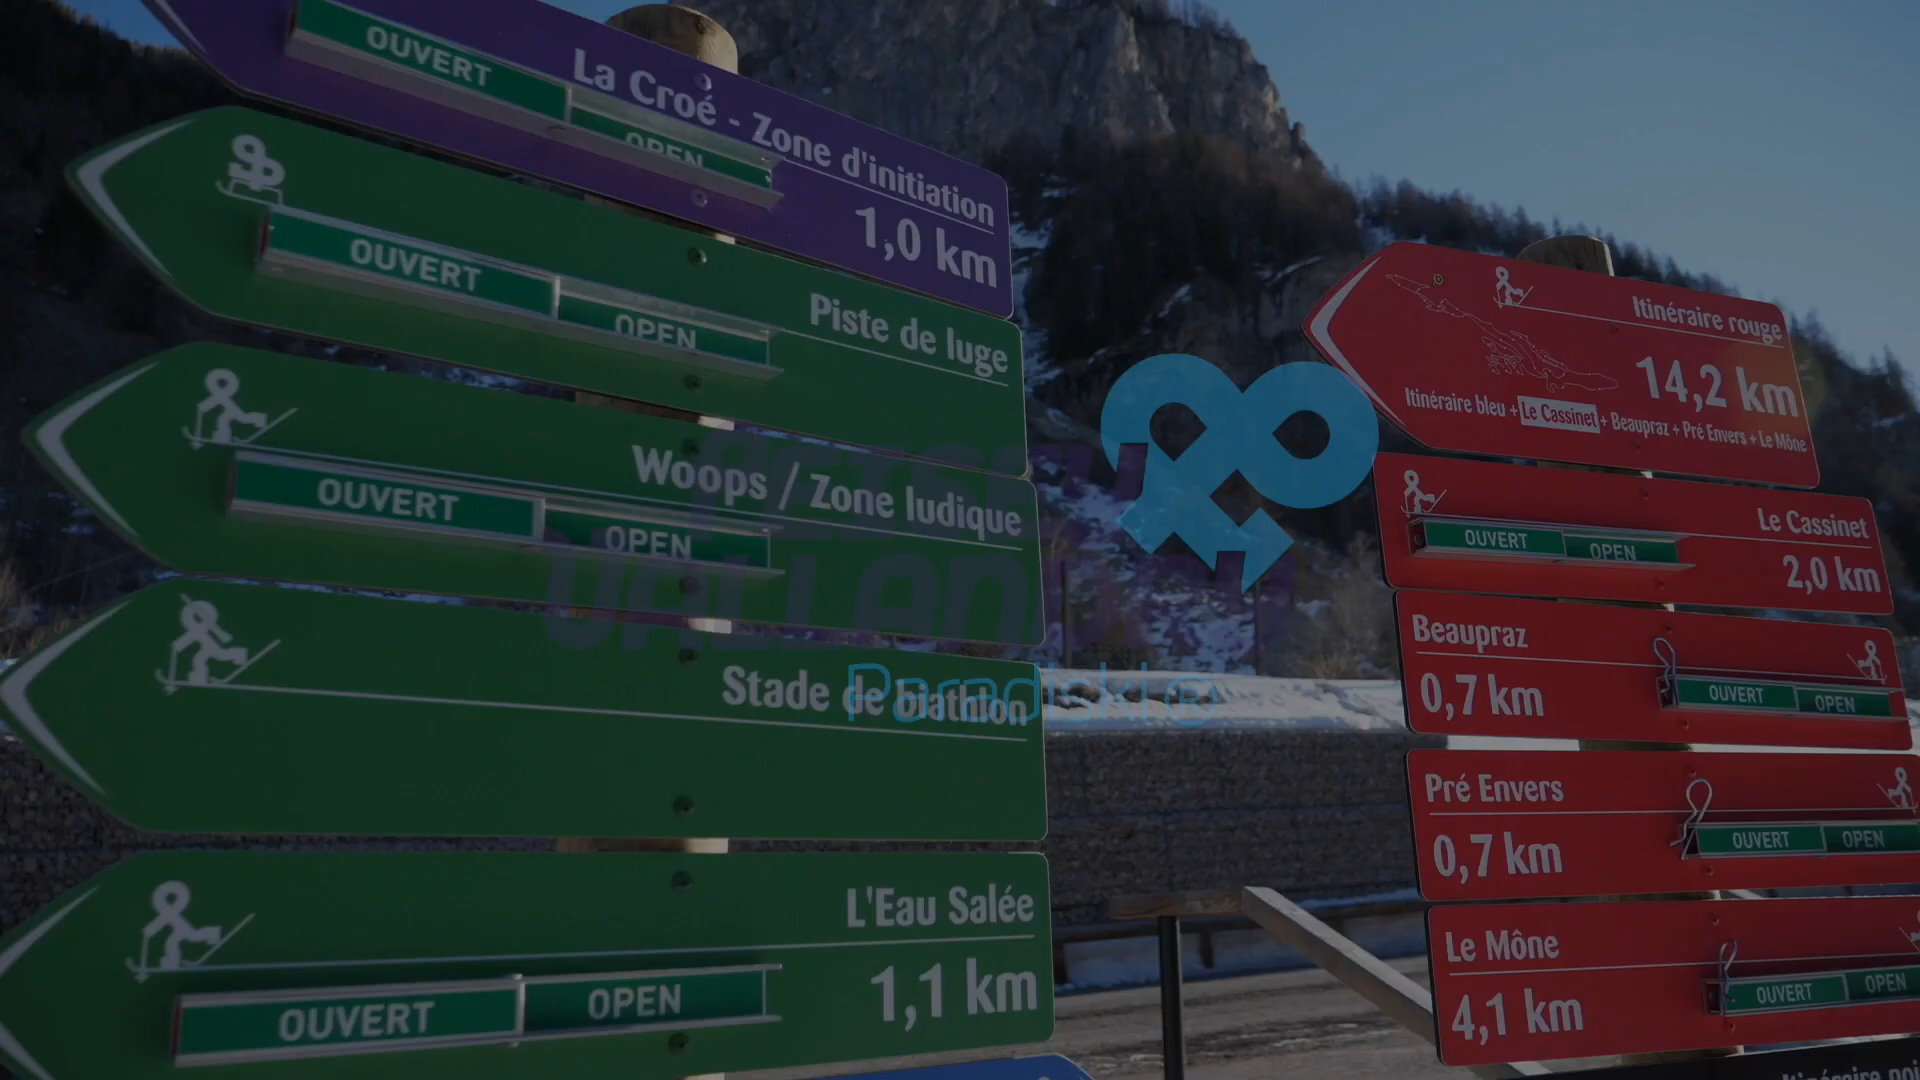 OUVERT OPEN
La Croé - Zone d'initiation
1,0 km
OUVERT OPEN
Piste de luge
OUVERT OPEN
Woops / Zone ludique
Stade de biathlon
L'Eau Salée
OUVERT OPEN
1,1 km
PEISEY
VALLANDRY
Paradiski®
Itinéraire rouge
14,2 km
Itinéraire bleu + Le Cassinet + Beaupraz + Pré Envers + Le Mône
Le Cassinet
OUVERT OPEN
2,0 km
Beaupraz
0,7 km
OUVERT OPEN
Pré Envers
0,7 km
OUVERT OPEN
Le Mône
4,1 km
OUVERT OPEN